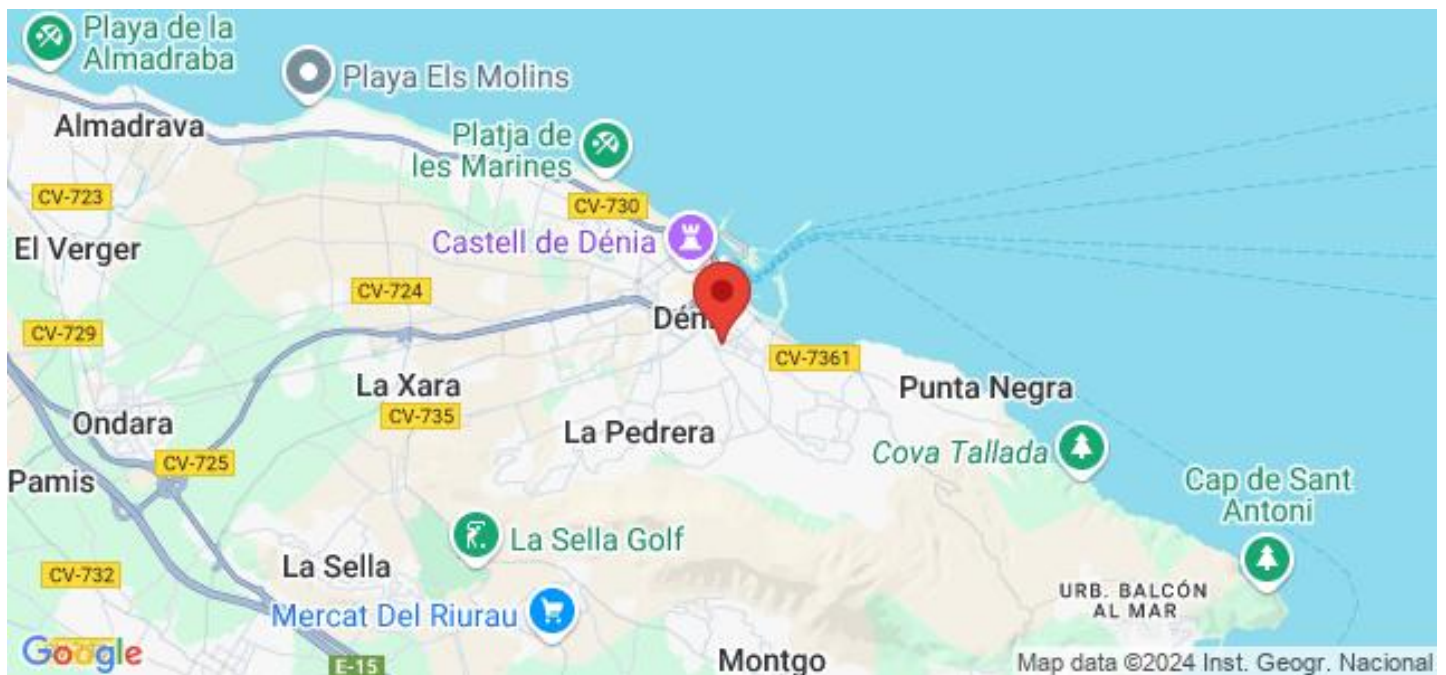 Playa de la
Almadraba
Playa Els Molins
Almadrava
Platja de
les Marines
CV-723
CV-730
El Verger
Castell de Dénia
CV-724
CV-729
CV-7361
La Xara
Punta Negra
CV-735
Ondara
La Pedrera
Cova Tallada
CV-725
Pamis
Cap de Sant
Antoni
La Sella Golf
La Sella
CV-732
URB. BALCÓN
AL MAR
Mercat Del Riurau
Google
E-15
Montgo
Map data ©2024 Inst. Geogr. Nacional